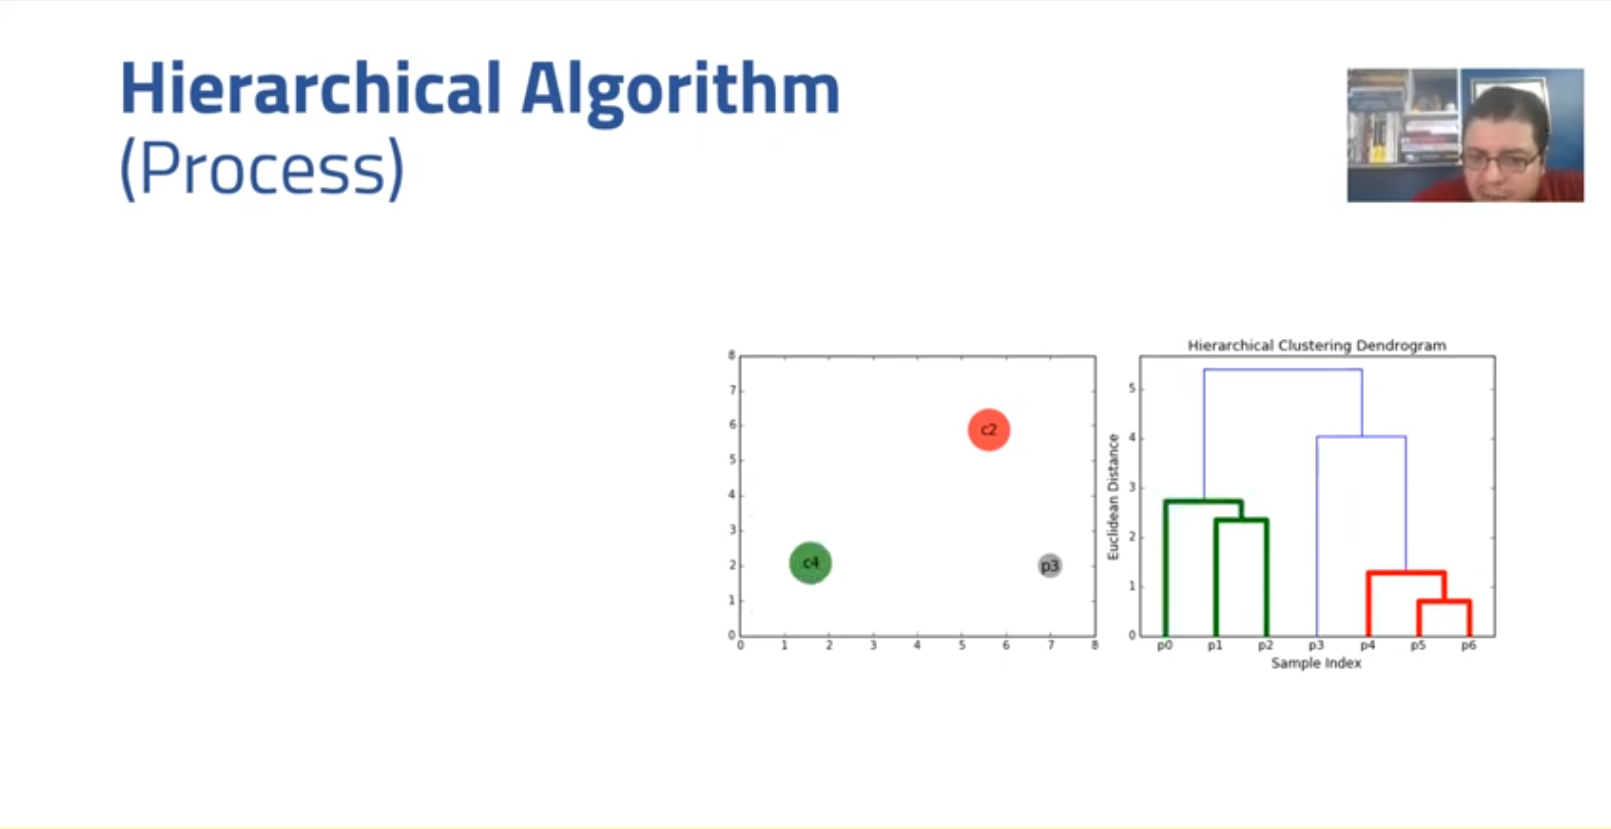 Hierarchical Algorithm
(Process)
8
7
6
5
4
3
2
1
0
c2
c4
p3
0 1 2 3 4 5 6 7 8
Hierarchical Clustering Dendrogram
Euclidean Distance
5
4
3
2
1
0
p0 p1 p2 p3 p4 p5 p6
Sample Index